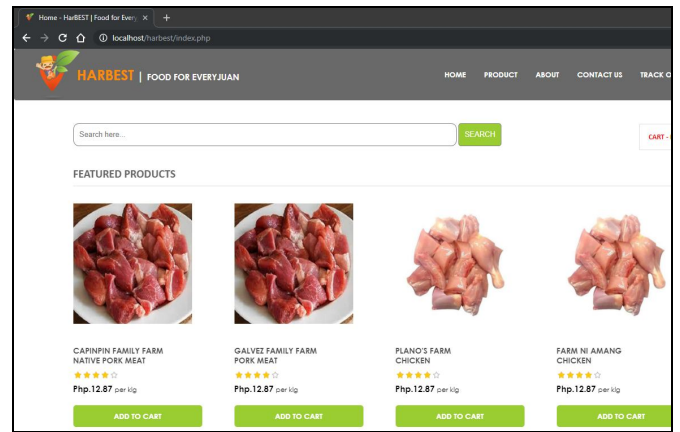 Home - HarBEST | Food for Every
localhost/harbest/index.php
HARBEST | FOOD FOR EVERYJUAN
HOME PRODUCT ABOUT CONTACT US TRACK O
Search here...
SEARCH
CART -
FEATURED PRODUCTS
CAPINPIN FAMILY FARM
NATIVE PORK MEAT
Php.12.87 per klg
ADD TO CART
GALVEZ FAMILY FARM
PORK MEAT
Php.12.87 per klg
ADD TO CART
PLANO'S FARM
CHICKEN
Php.12.87 per klg
ADD TO CART
FARM NI AMANG
CHICKEN
Php.12.87 per klg
ADD TO CART